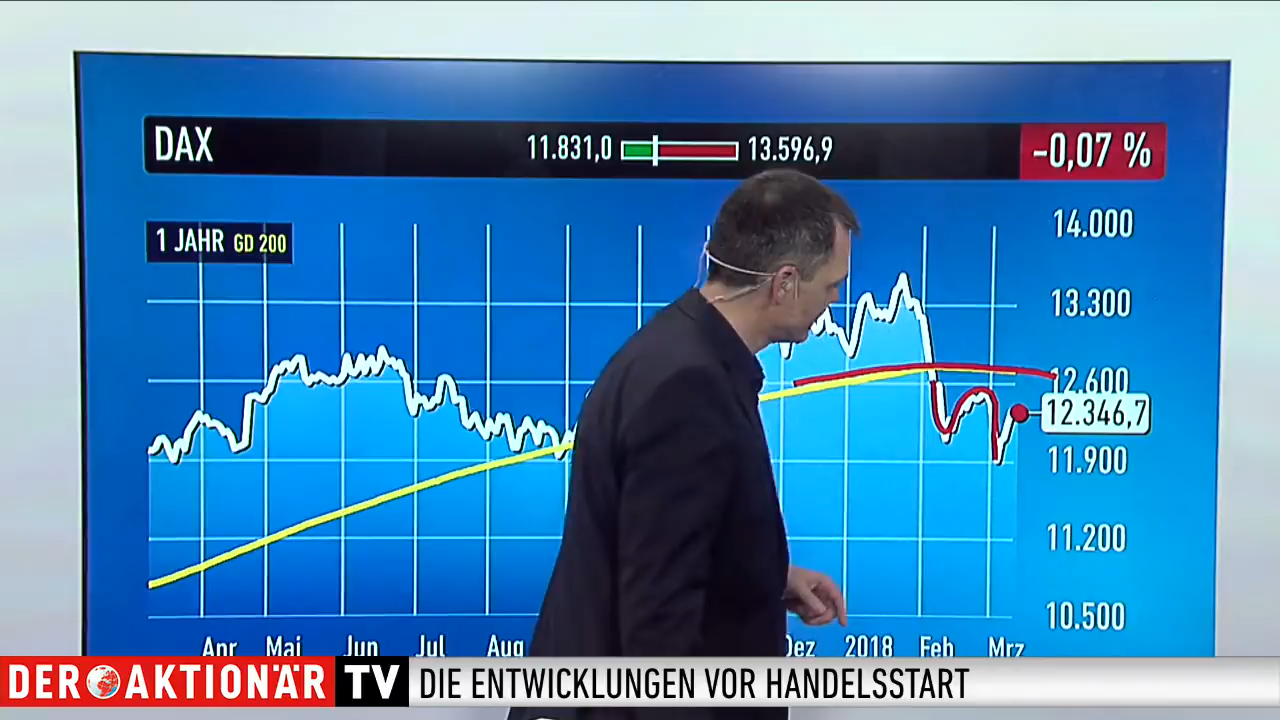 DAX
11.831,0
13.596,9
-0,07 %
1 JAHR GD 200
14.000
13.300
12.600
12.346,7
11.900
11.200
10.500
Apr Mai Jun Jul Aug Dez 2018 Feb Mrz
DER AKTIONÄR TV DIE ENTWICKLUNGEN VOR HANDELSSTART